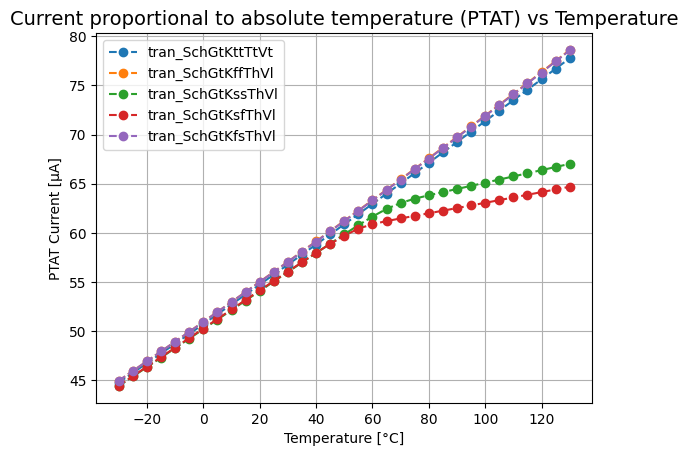 Current proportional to absolute temperature (PTAT) vs Temperature
80
75
70
65
60
55
50
45
PTAT Current [μA]
tran_SchGtKttTtVt
tran_SchGtKffThVl
tran_SchGtKssThVl
tran_SchGtKsfThVl
tran_SchGtKfsThVl
−20
0
20
40
60
80
100
120
Temperature [°C]